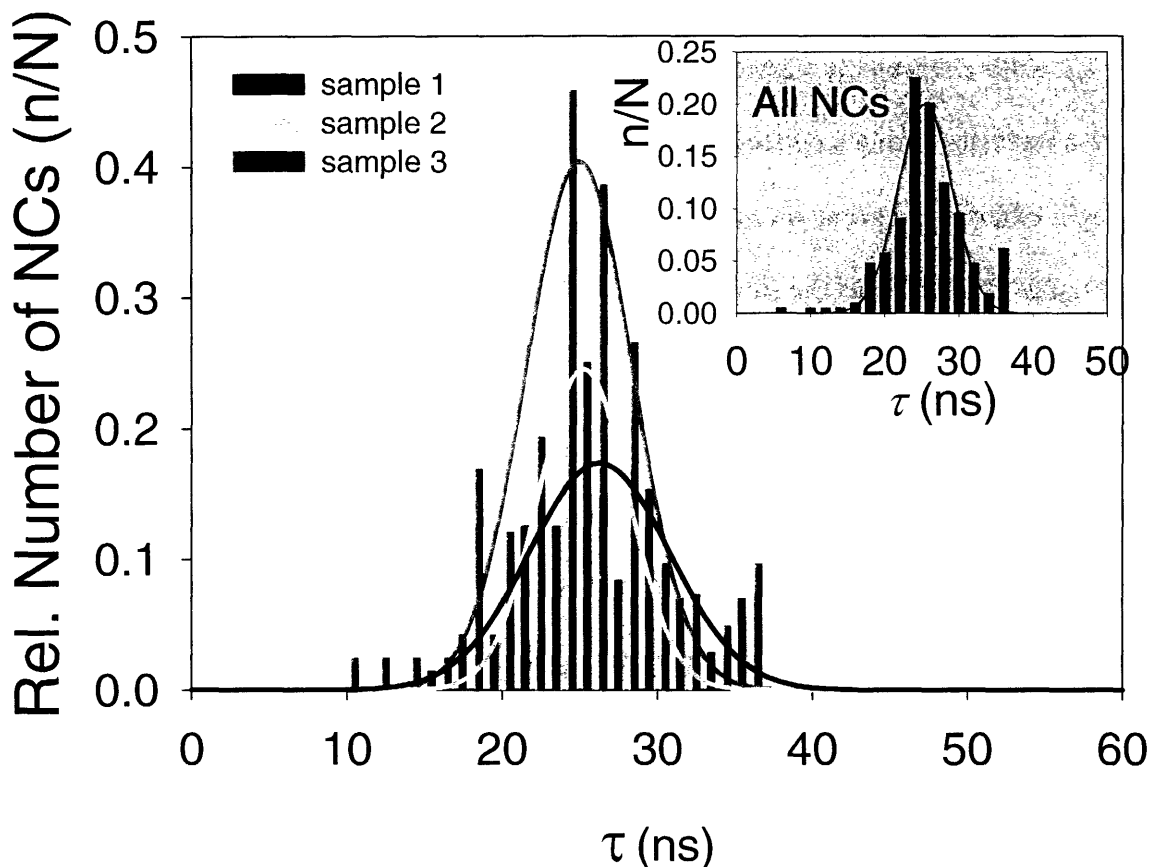 Rel. Number of NCs (n/N)
0.5
0.4
0.3
0.2
0.1
0.0
sample 1
sample 2
sample 3
n/N
0.25
0.20
0.15
0.10
0.05
0.00
All NCs
0 10 20 30 40 50
τ (ns)
0 10 20 30 40 50 60
τ (ns)